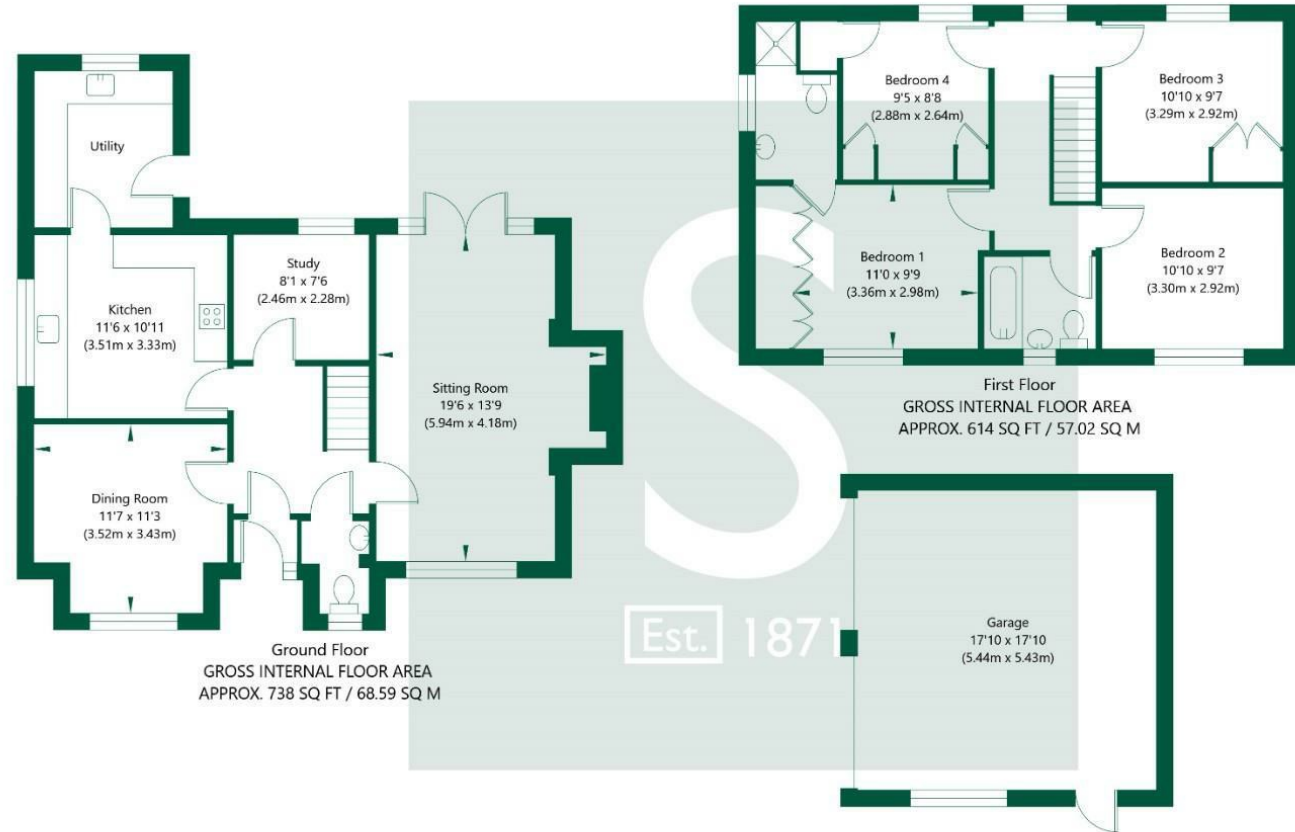 Utility
Kitchen
11'6 x 10'11
(3.51m x 3.33m)
Study
8'1 x 7'6
(2.46m x 2.28m)
Sitting Room
19'6 x 13'9
(5.94m x 4.18m)
Dining Room
11'7 x 11'3
(3.52m x 3.43m)
Ground Floor
GROSS INTERNAL FLOOR AREA
APPROX. 738 SQ FT / 68.59 SQ M
Bedroom 4
9'5 x 8'8
(2.88m x 2.64m)
Bedroom 3
10'10 x 9'7
(3.29m x 2.92m)
Bedroom 1
11'0 x 9'9
(3.36m x 2.98m)
Bedroom 2
10'10 x 9'7
(3.30m x 2.92m)
First Floor
GROSS INTERNAL FLOOR AREA
APPROX. 614 SQ FT / 57.02 SQ M
Garage
17'10 x 17'10
(5.44m x 5.43m)
S
Est. 1871